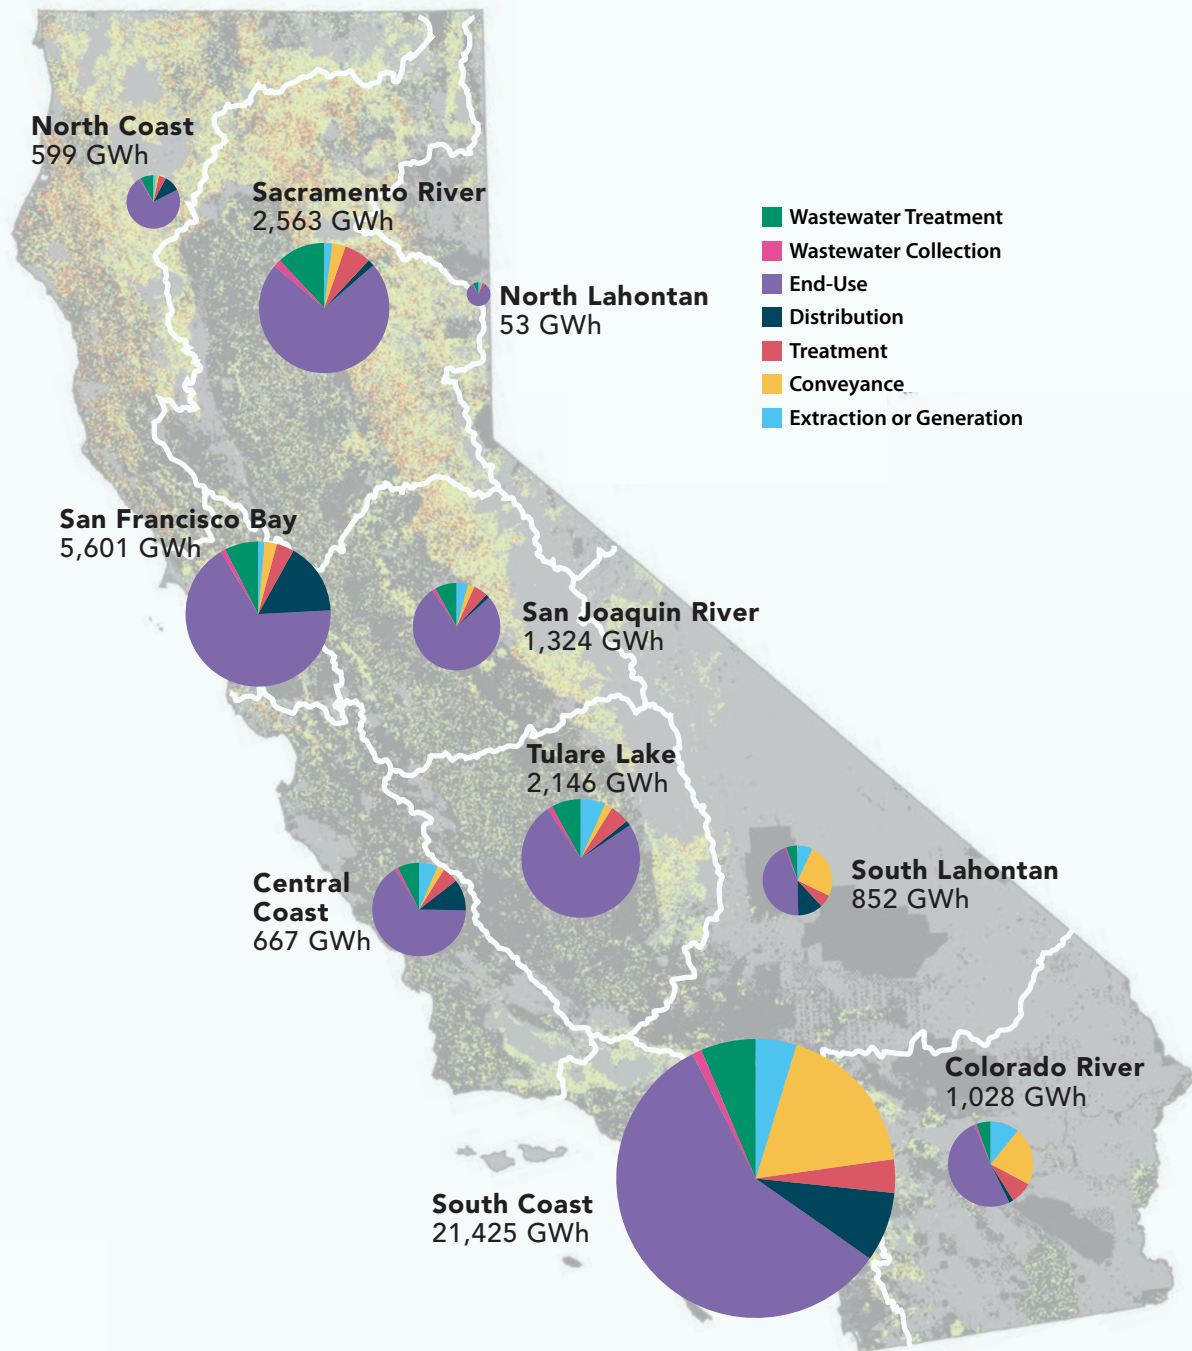 North Coast
599 GWh
Sacramento River
2,563 GWh
North Lahontan
53 GWh
Wastewater Treatment
Wastewater Collection
End-Use
Distribution
Treatment
Conveyance
Extraction or Generation
San Francisco Bay
5,601 GWh
San Joaquin River
1,324 GWh
Tulare Lake
2,146 GWh
Central
Coast
667 GWh
South Lahontan
852 GWh
Colorado River
1,028 GWh
South Coast
21,425 GWh